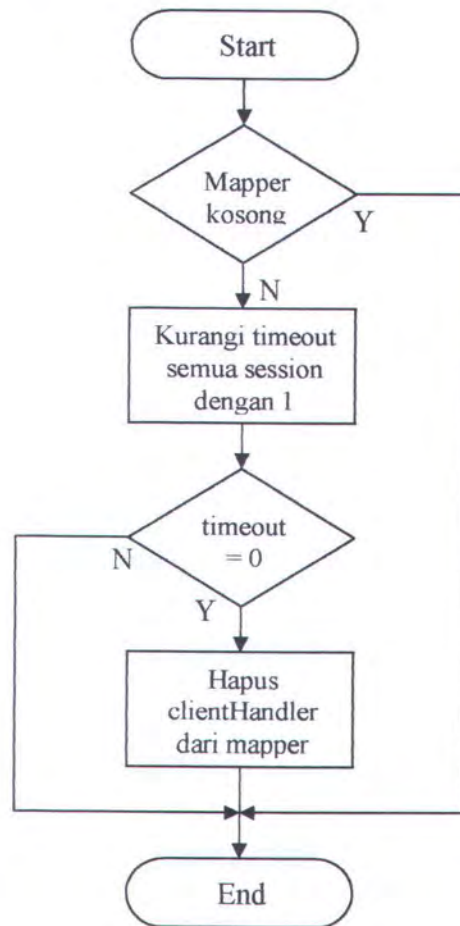 Start
Mapper
kosong
Y
N
Kurangi timeout
semua session
dengan 1
timeout
= 0
N
Y
Hapus
clientHandler
dari mapper
End